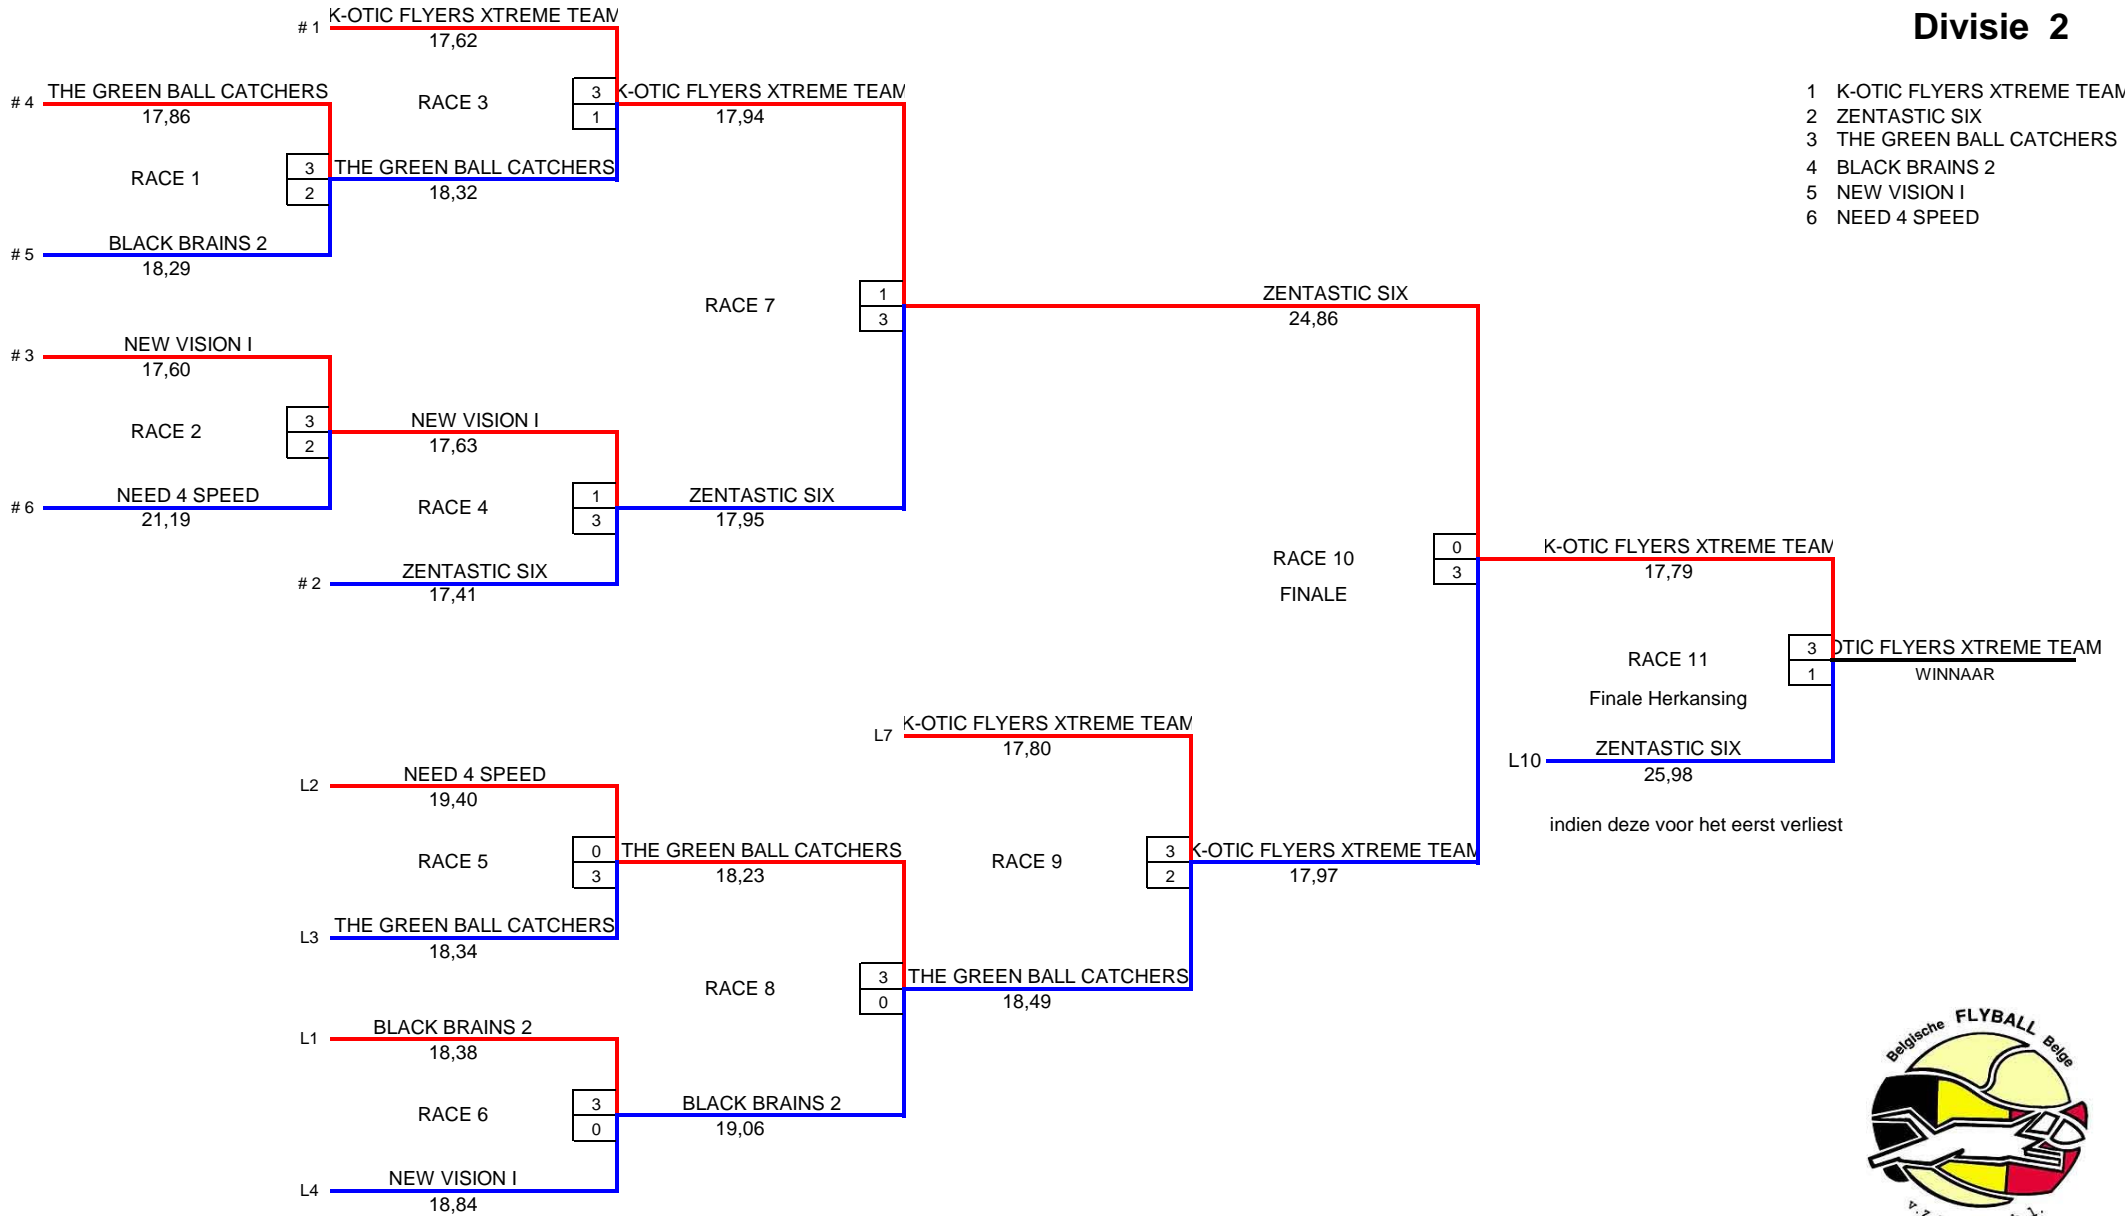 Divisie 2
1 K-OTIC FLYERS XTREME TEAM
2 ZENTASTIC SIX
3 THE GREEN BALL CATCHERS
4 BLACK BRAINS 2
5 NEW VISION I
6 NEED 4 SPEED
# 1 K-OTIC FLYERS XTREME TEAM
17,62
# 4 THE GREEN BALL CATCHERS
17,86
RACE 3
3
1
K-OTIC FLYERS XTREME TEAM
17,94
RACE 1
3
2
THE GREEN BALL CATCHERS
18,32
# 5 BLACK BRAINS 2
18,29
RACE 7
1
3
ZENTASTIC SIX
24,86
# 3 NEW VISION I
17,60
RACE 2
3
2
NEW VISION I
17,63
# 6 NEED 4 SPEED
21,19
RACE 4
1
3
ZENTASTIC SIX
17,95
# 2 ZENTASTIC SIX
17,41
RACE 10
FINALE
0
3
K-OTIC FLYERS XTREME TEAM
17,79
RACE 11
Finale Herkansing
3
1
OTIC FLYERS XTREME TEAM
WINNAAR
L10 ZENTASTIC SIX
25,98
indien deze voor het eerst verliest
L7 K-OTIC FLYERS XTREME TEAM
17,80
L2 NEED 4 SPEED
19,40
RACE 5
0
3
THE GREEN BALL CATCHERS
18,23
RACE 9
3
2
K-OTIC FLYERS XTREME TEAM
17,97
L3 THE GREEN BALL CATCHERS
18,34
RACE 8
3
0
THE GREEN BALL CATCHERS
18,49
L1 BLACK BRAINS 2
18,38
RACE 6
3
0
BLACK BRAINS 2
19,06
L4 NEW VISION I
18,84
Belgische FLYBALL Belge